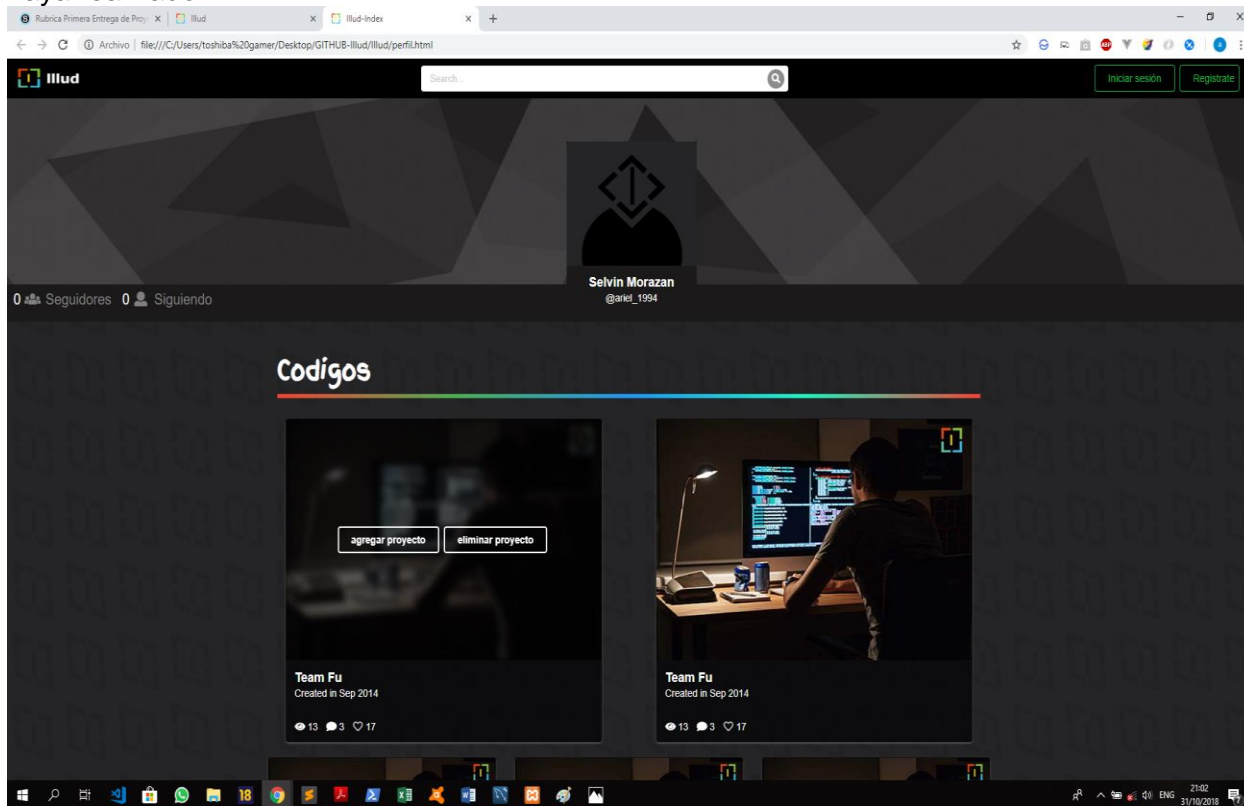 Rubrica Primera Entrega de Proy
Illud
Illud-Index
Archivo | file:///C:/Users/toshiba%20gamer/Desktop/GITHUB-Illud/Illud/perfil.html
Illud
Search...
Iniciar sesión
Registrate
Selvin Morazan
@ariel_1994
0 Seguidores 0 Siguiendo
Codígos
agregar proyecto
eliminar proyecto
Team Fu
Created in Sep 2014
13 3 17
Team Fu
Created in Sep 2014
13 3 17
18
ENG
21:02
31/10/2018